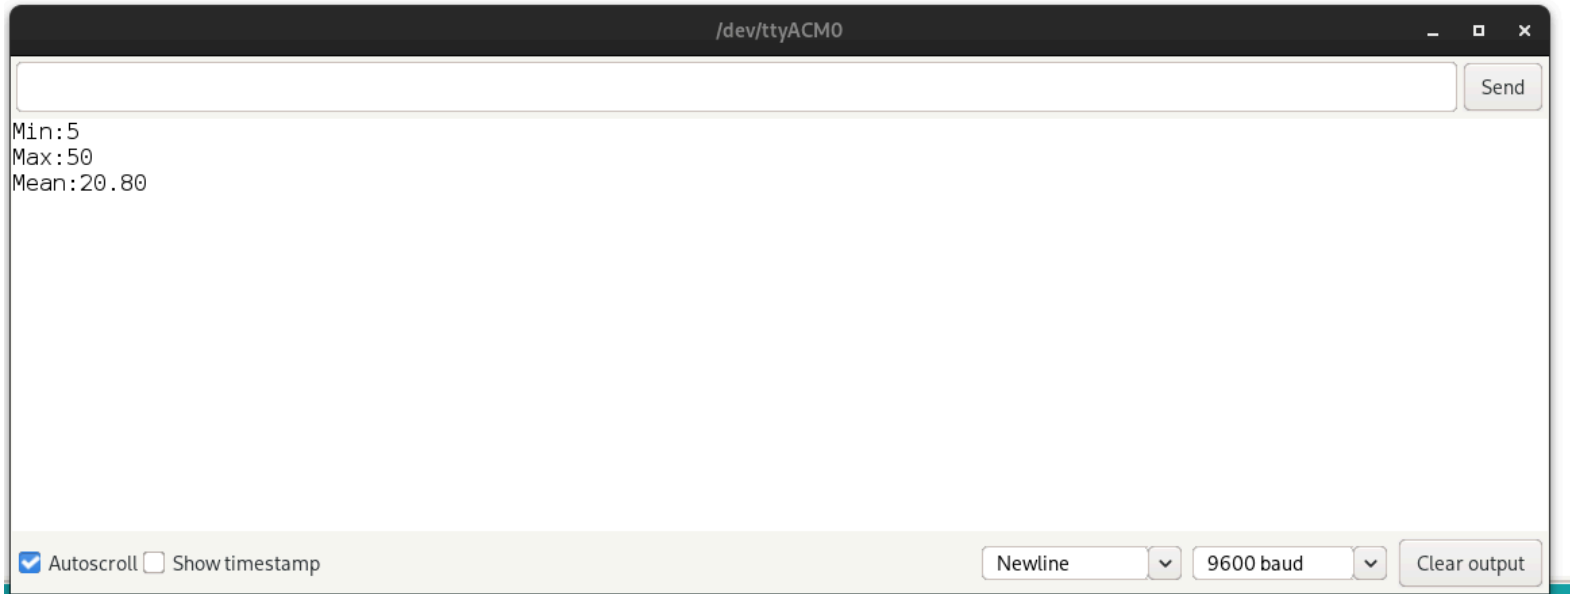 /dev/ttyACM0
Send
Min:5
Max:50
Mean:20.80
Autoscroll Show timestamp Newline 9600 baud Clear output